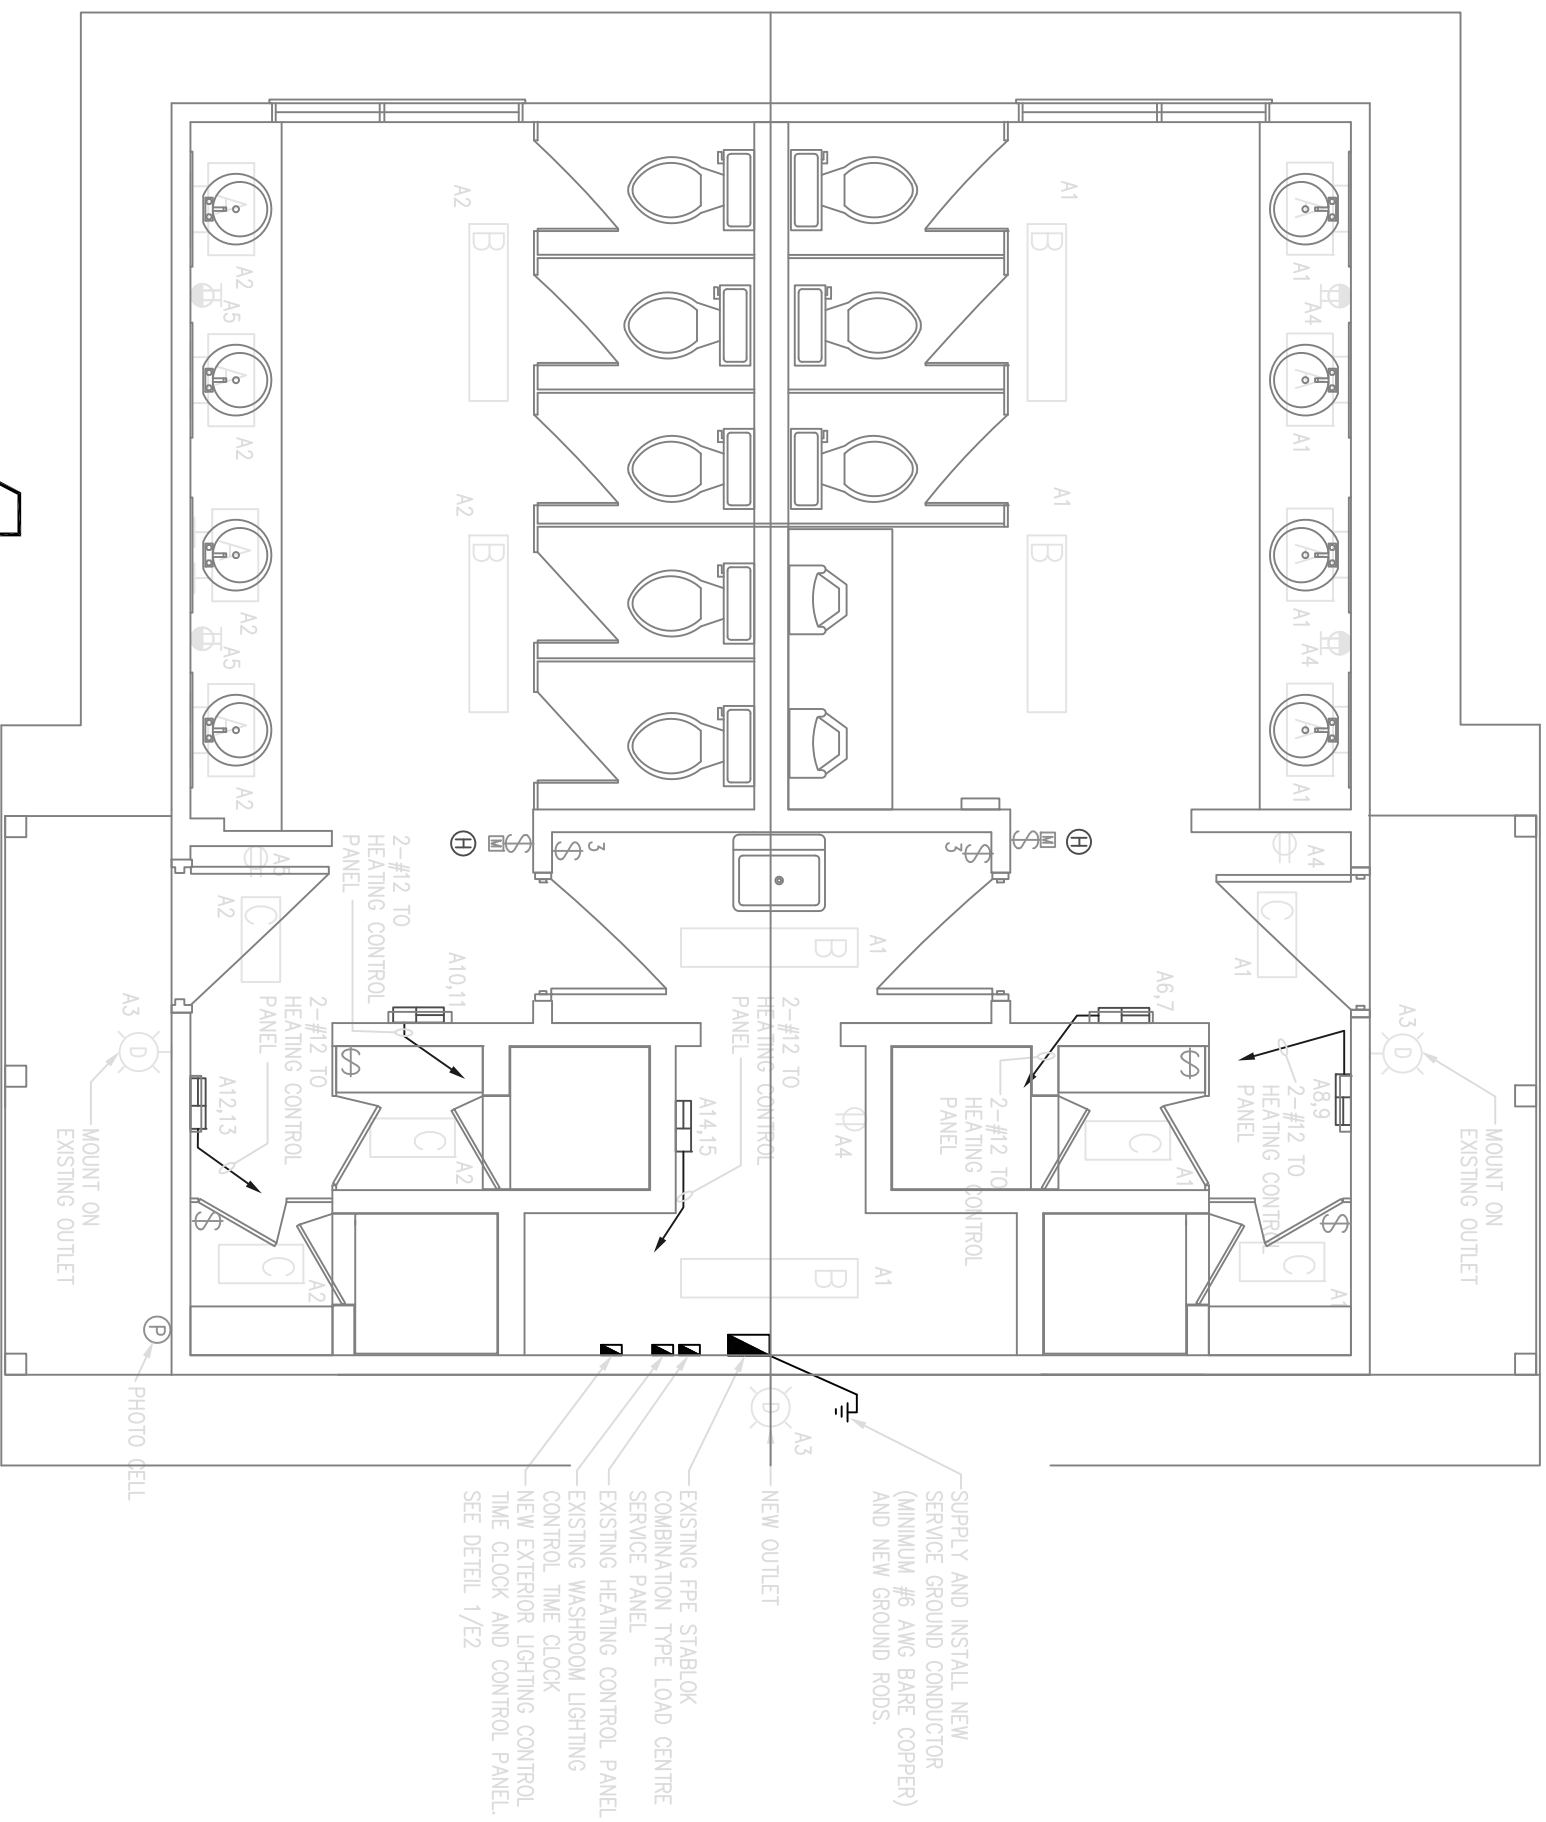 MOUNT ON
EXISTING OUTLET
A3
D
A
A1
A4
A
A1
A
A1
A4
A
A1
A4
C
A1
A8,9
2-#12 TO
HEATING CONTROL
PANEL
$
C
A1
A6,7
$
C
A1
2-#12 TO
HEATING CONTROL
PANEL
A1
B
A1
B
H
M
$
3
$
SUPPLY AND INSTALL NEW
SERVICE GROUND CONDUCTOR
(MINIMUM #6 AWG BARE COPPER)
AND NEW GROUND RODS.
A1
B
A4
A1
B
A3
D
NEW OUTLET
2-#12 TO
HEATING CONTROL
PANEL
A14,15
EXISTING FPE STABLOK
COMBINATION TYPE LOAD CENTRE
SERVICE PANEL
EXISTING HEATING CONTROL PANEL
EXISTING WASHROOM LIGHTING
CONTROL TIME CLOCK
NEW EXTERIOR LIGHTING CONTROL
TIME CLOCK AND CONTROL PANEL.
SEE DETEIL 1/E2
3
$
$
M
H
A2
B
A2
B
A10,11
2-#12 TO
HEATING CONTROL
PANEL
$
C
A2
2-#12 TO
HEATING CONTROL
PANEL
A12,13
$
C
A2
A
A2
A5
A
A2
A
A2
A5
A
A2
A5
C
A2
A3
D
MOUNT ON
EXISTING OUTLET
P
PHOTO CELL